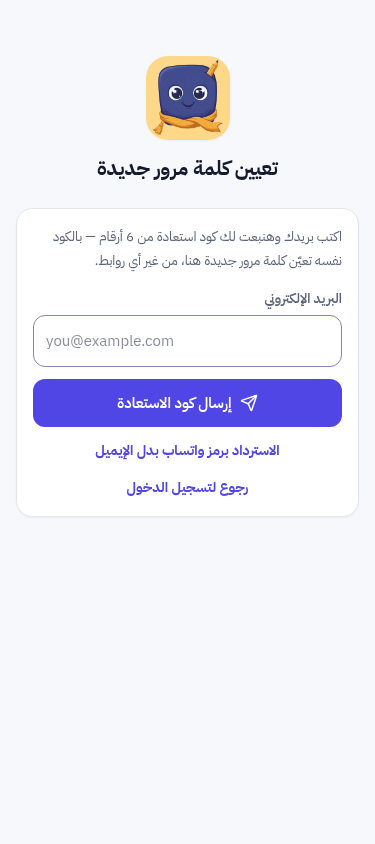 تعيين كلمة مرور جديدة
اكتب بريدك وهنبعت لك كود استعادة من 6 أرقام — بالكود
نفسه تعيّن كلمة مرور جديدة هنا، من غير أي روابط.
البريد الإلكتروني
you@example.com
إرسال كود الاستعادة
الاسترداد برمز واتساب بدل الإيميل
رجوع لتسجيل الدخول